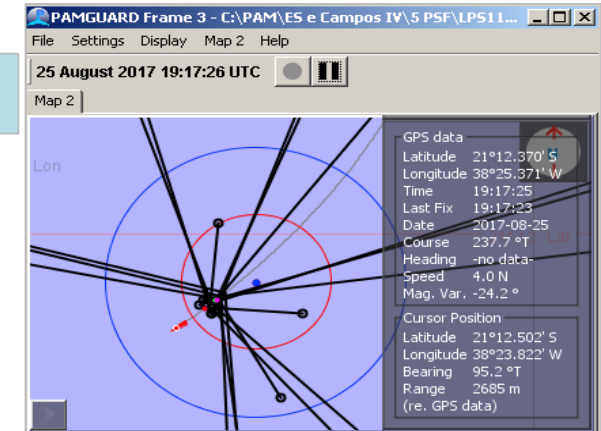 PAMGUARD Frame 3 - C:\PAM\ES e Campos IV\5 PSF\LPS11...
File Settings Display Map 2 Help
25 August 2017 19:17:26 UTC
Map 2
Lon
Lat
N
GPS data
Latitude 21°12.370' S
Longitude 38°25.371' W
Time 19:17:25
Last Fix 19:17:23
Date 2017-08-25
Course 237.7 °T
Heading -no data-
Speed 4.0 N
Mag. Var. -24.2 °
Cursor Position
Latitude 21°12.502' S
Longitude 38°23.822' W
Bearing 95.2 °T
Range 2685 m
(re. GPS data)